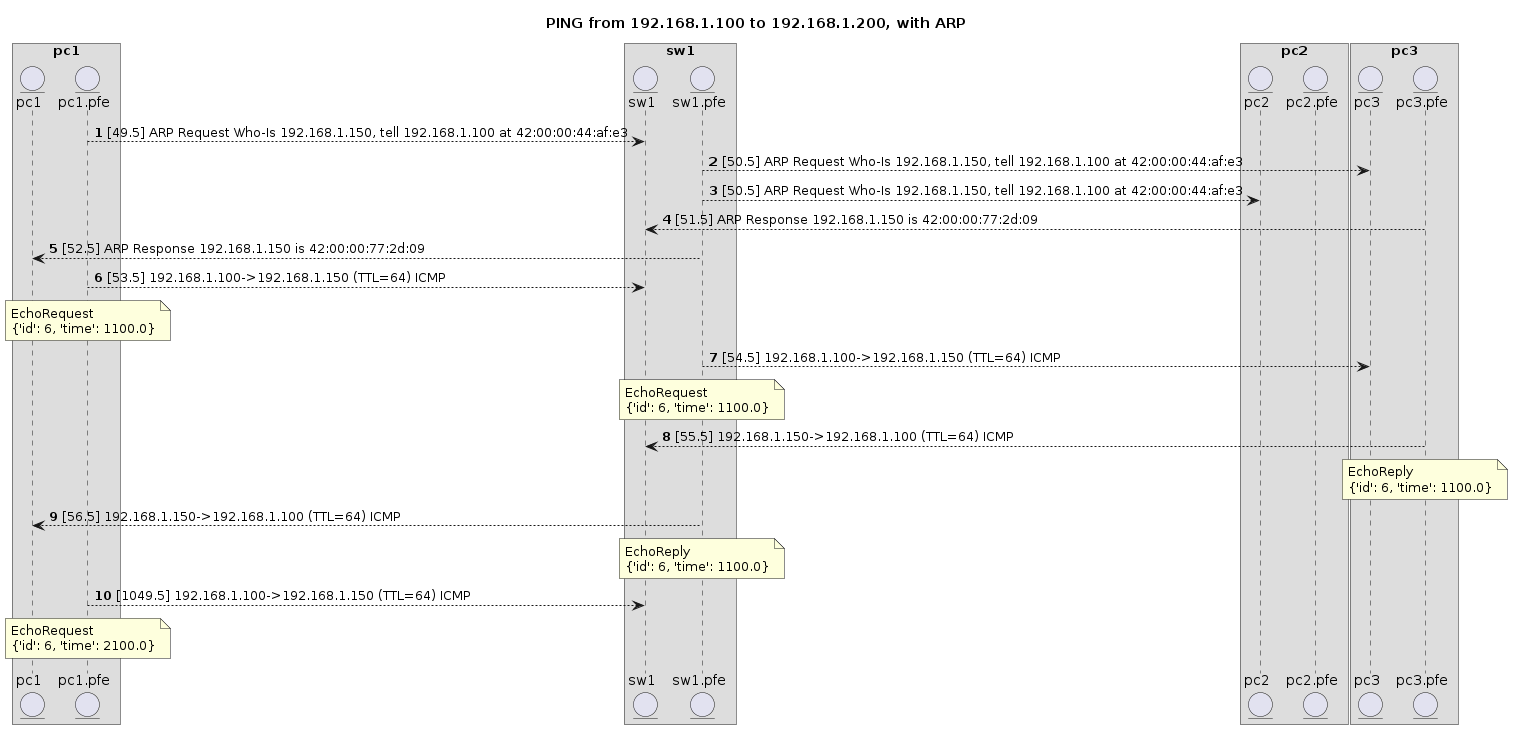 PING from 192.168.1.100 to 192.168.1.200, with ARP
pc1 sw1 pc2 pc3
pc1 pc1.pfe sw1 sw1.pfe pc2 pc2.pfe pc3 pc3.pfe
1 [49.5] ARP Request Who-Is 192.168.1.150, tell 192.168.1.100 at 42:00:00:44:af:e3
2 [50.5] ARP Request Who-Is 192.168.1.150, tell 192.168.1.100 at 42:00:00:44:af:e3
3 [50.5] ARP Request Who-Is 192.168.1.150, tell 192.168.1.100 at 42:00:00:44:af:e3
4 [51.5] ARP Response 192.168.1.150 is 42:00:00:77:2d:09
5 [52.5] ARP Response 192.168.1.150 is 42:00:00:77:2d:09
6 [53.5] 192.168.1.100->192.168.1.150 (TTL=64) ICMP
EchoRequest
{'id': 6, 'time': 1100.0}
7 [54.5] 192.168.1.100->192.168.1.150 (TTL=64) ICMP
EchoRequest
{'id': 6, 'time': 1100.0}
8 [55.5] 192.168.1.150->192.168.1.100 (TTL=64) ICMP
EchoReply
{'id': 6, 'time': 1100.0}
9 [56.5] 192.168.1.150->192.168.1.100 (TTL=64) ICMP
EchoReply
{'id': 6, 'time': 1100.0}
10 [1049.5] 192.168.1.100->192.168.1.150 (TTL=64) ICMP
EchoRequest
{'id': 6, 'time': 2100.0}
pc1 pc1.pfe sw1 sw1.pfe pc2 pc2.pfe pc3 pc3.pfe